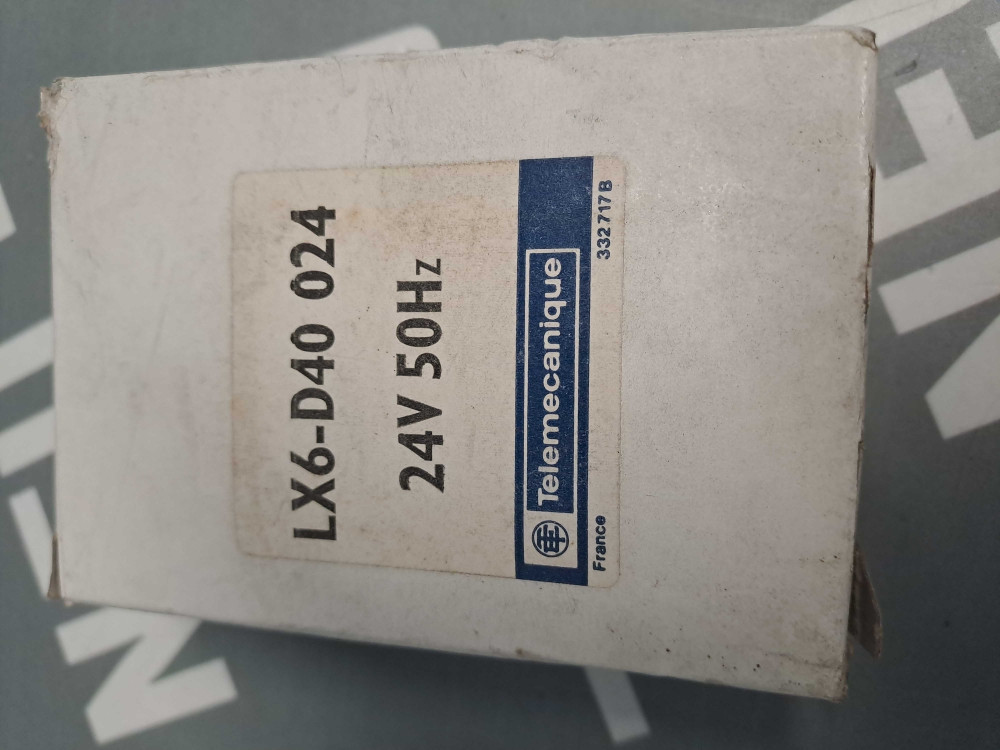 LX6-D40 024
24V 50Hz
Telemecanique
France 332 717 B